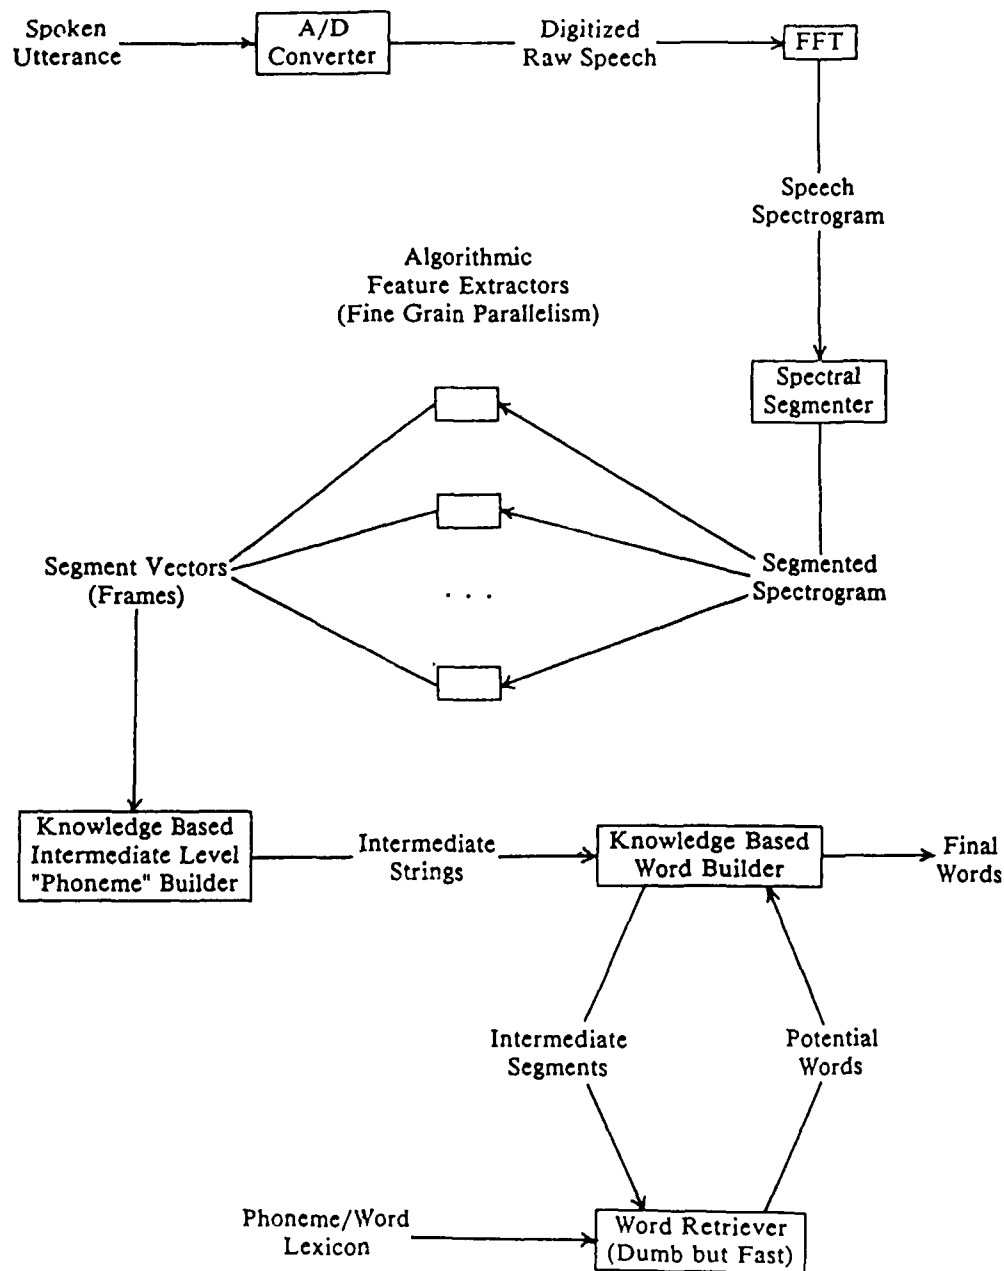 Spoken
Utterance
A/D
Converter
Digitized
Raw Speech
FFT
Speech
Spectrogram
Algorithmic
Feature Extractors
(Fine Grain Parallelism)
Spectral
Segmenter
Segment Vectors
(Frames)
. . .
Segmented
Spectrogram
Knowledge Based
Intermediate Level
"Phoneme" Builder
Intermediate
Strings
Knowledge Based
Word Builder
Final
Words
Intermediate
Segments
Potential
Words
Phoneme/Word
Lexicon
Word Retriever
(Dumb but Fast)